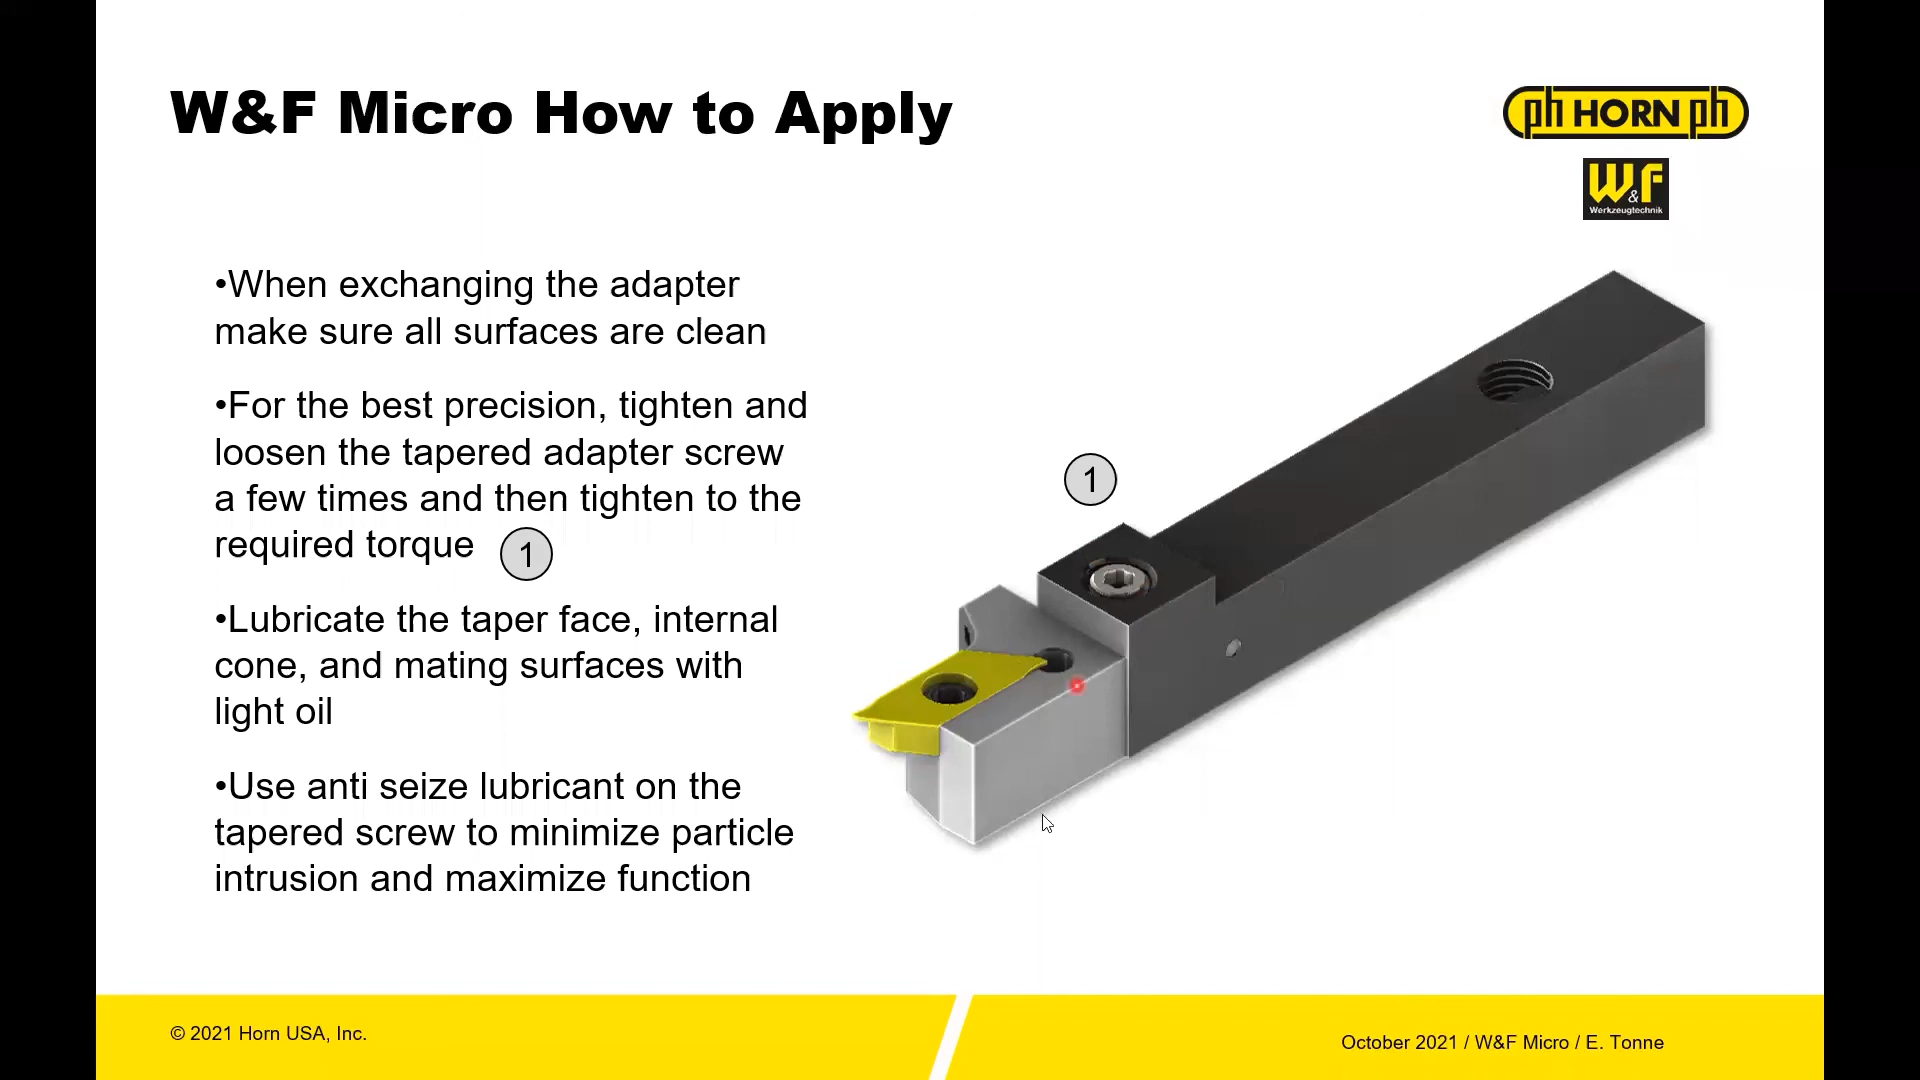 W&F Micro How to Apply
ph HORN ph
W&F
Werkzeugtechnik
•When exchanging the adapter
make sure all surfaces are clean
•For the best precision, tighten and
loosen the tapered adapter screw
a few times and then tighten to the
required torque 1
•Lubricate the taper face, internal
cone, and mating surfaces with
light oil
•Use anti seize lubricant on the
tapered screw to minimize particle
intrusion and maximize function
1
© 2021 Horn USA, Inc.
October 2021 / W&F Micro / E. Tonne